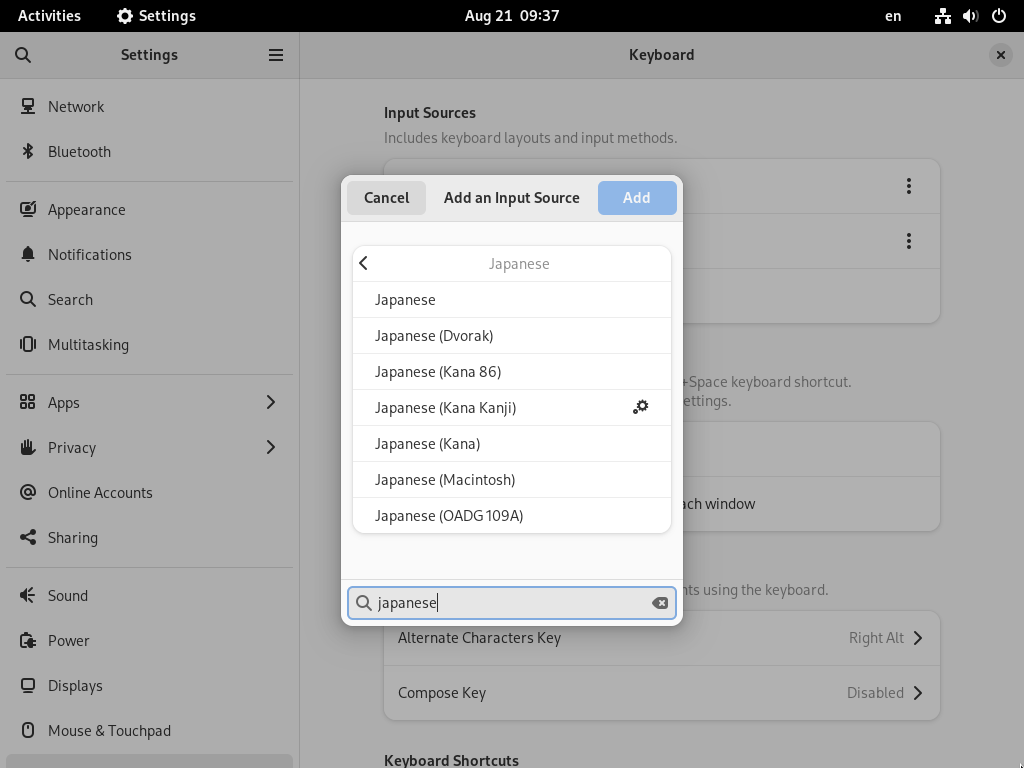 Activities
Settings
Aug 21 09:37
en
Settings
Keyboard
Network
Bluetooth
Appearance
Notifications
Search
Multitasking
Apps
Privacy
Online Accounts
Sharing
Sound
Power
Displays
Mouse & Touchpad
Input Sources
Includes keyboard layouts and input methods.
Cancel
Add an Input Source
Add
Japanese
Japanese
Japanese (Dvorak)
Japanese (Kana 86)
Japanese (Kana Kanji)
Japanese (Kana)
Japanese (Macintosh)
Japanese (OADG 109A)
japanese
+Space keyboard shortcut.
ettings.
ach window
nts using the keyboard.
Alternate Characters Key
Right Alt
Compose Key
Disabled
Keyboard Shortcuts